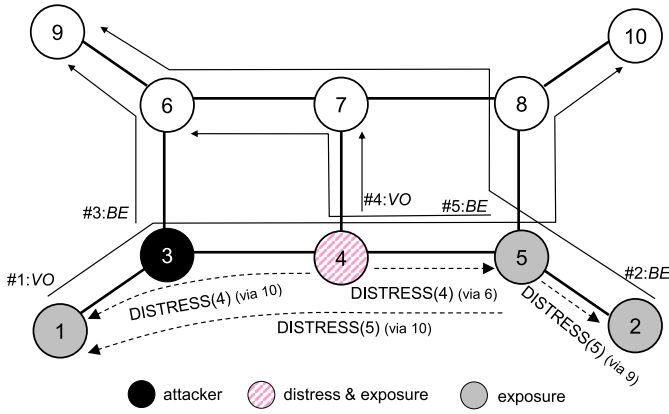 9
10
6
7
8
#4:VO
#3:BE
#5:BE
3
4
5
#1:VO
#2:BE
DISTRESS(4) (via 10)
DISTRESS(4) (via 6)
DISTRESS(5) (via 9)
1
DISTRESS(5) (via 10)
2
attacker
distress & exposure
exposure